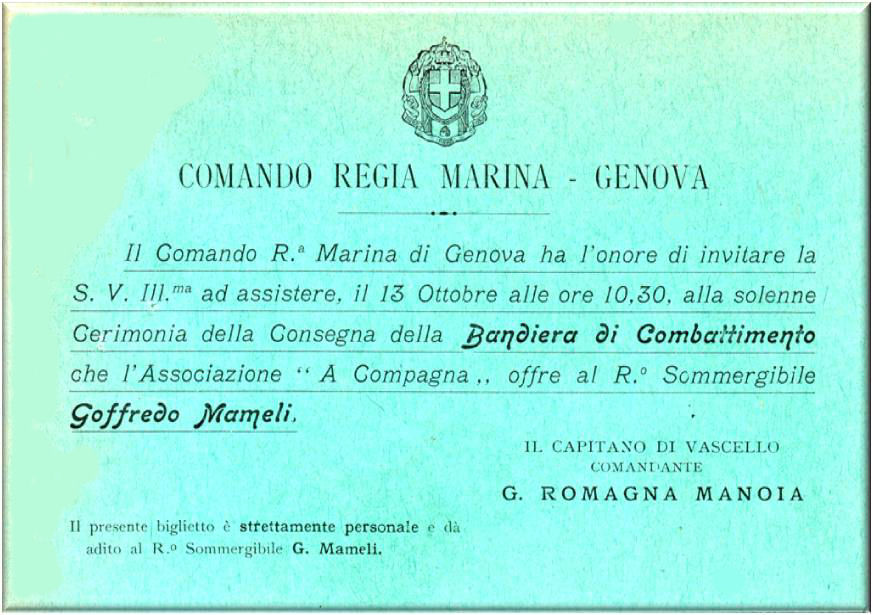 COMANDO REGIA MARINA - GENOVA
Il Comando R.ª Marina di Genova ha l'onore di invitare la
S. V. Ill.ᵐᵃ ad assistere, il 13 Ottobre alle ore 10,30, alla solenne
Cerimonia della Consegna della Bandiera di Combattimento
che l'Associazione “ A Compagna ,, offre al R.º Sommergibile
Goffredo Mameli.
IL CAPITANO DI VASCELLO
COMANDANTE
G. ROMAGNA MANOIA
Il presente biglietto è strettamente personale e dà
adito al R.º Sommergibile G. Mameli.